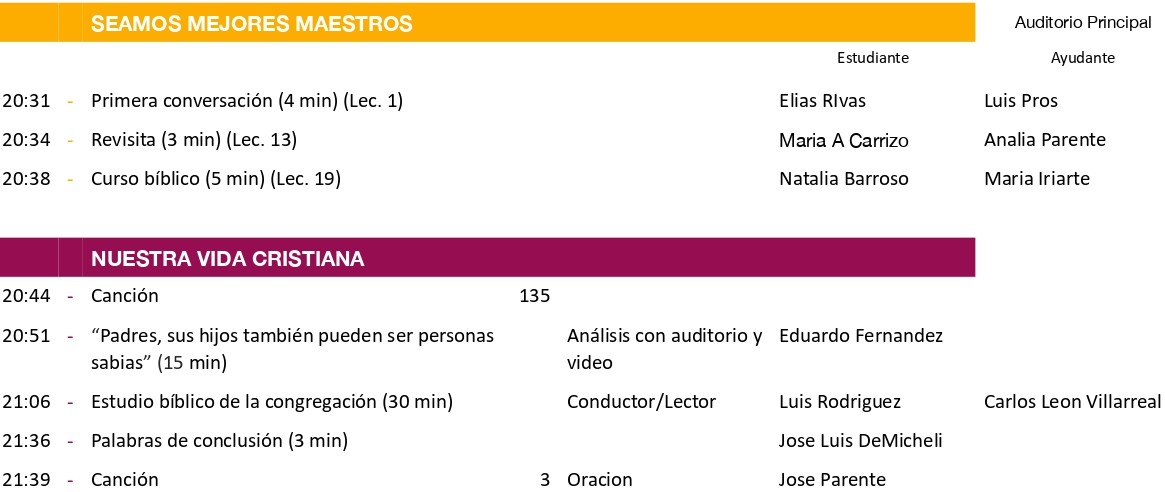 SEAMOS MEJORES MAESTROS Auditorio Principal
Estudiante Ayudante
20:31 - Primera conversación (4 min) (Lec. 1) Elias RIvas Luis Pros
20:34 - Revisita (3 min) (Lec. 13) Maria A Carrizo Analia Parente
20:38 - Curso bíblico (5 min) (Lec. 19) Natalia Barroso Maria Iriarte
NUESTRA VIDA CRISTIANA
20:44 - Canción 135
20:51 - “Padres, sus hijos también pueden ser personas Análisis con auditorio y Eduardo Fernandez
sabias” (15 min) video
21:06 - Estudio bíblico de la congregación (30 min) Conductor/Lector Luis Rodriguez Carlos Leon Villarreal
21:36 - Palabras de conclusión (3 min) Jose Luis DeMicheli
21:39 - Canción 3 Oracion Jose Parente